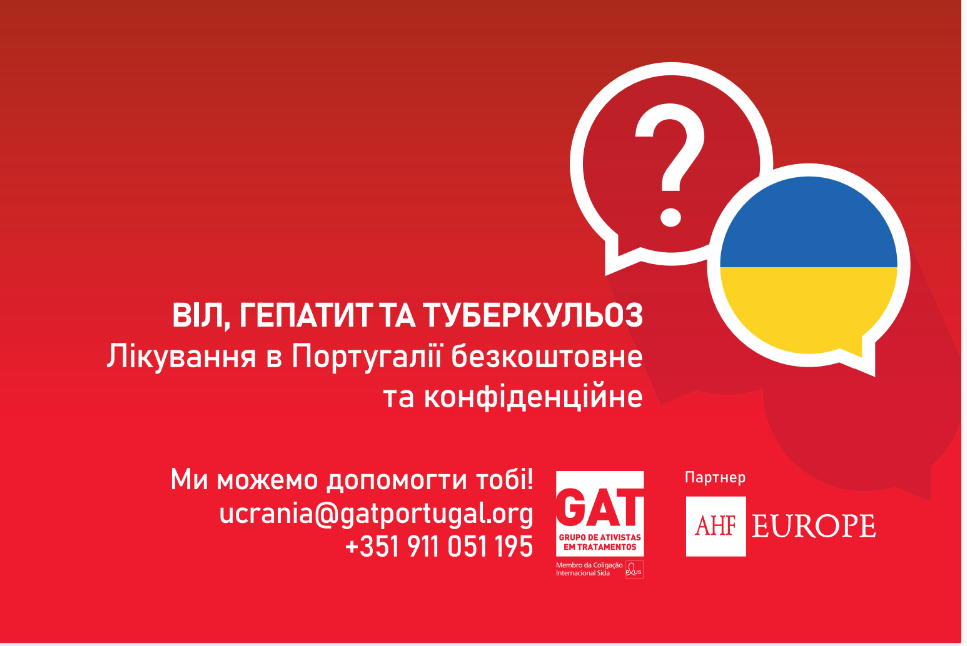 ?
ВІЛ, ГЕПАТИТ ТА ТУБЕРКУЛЬОЗ
Лікування в Португалії безкоштовне
та конфіденційне
Ми можемо допомогти тобі!
ucrania@gatportugal.org
+351 911 051 195
GAT
GRUPO DE ATIVISTAS
EM TRATAMENTOS
Membro da Coligação
Internacional Sida
Партнер
AHF EUROPE